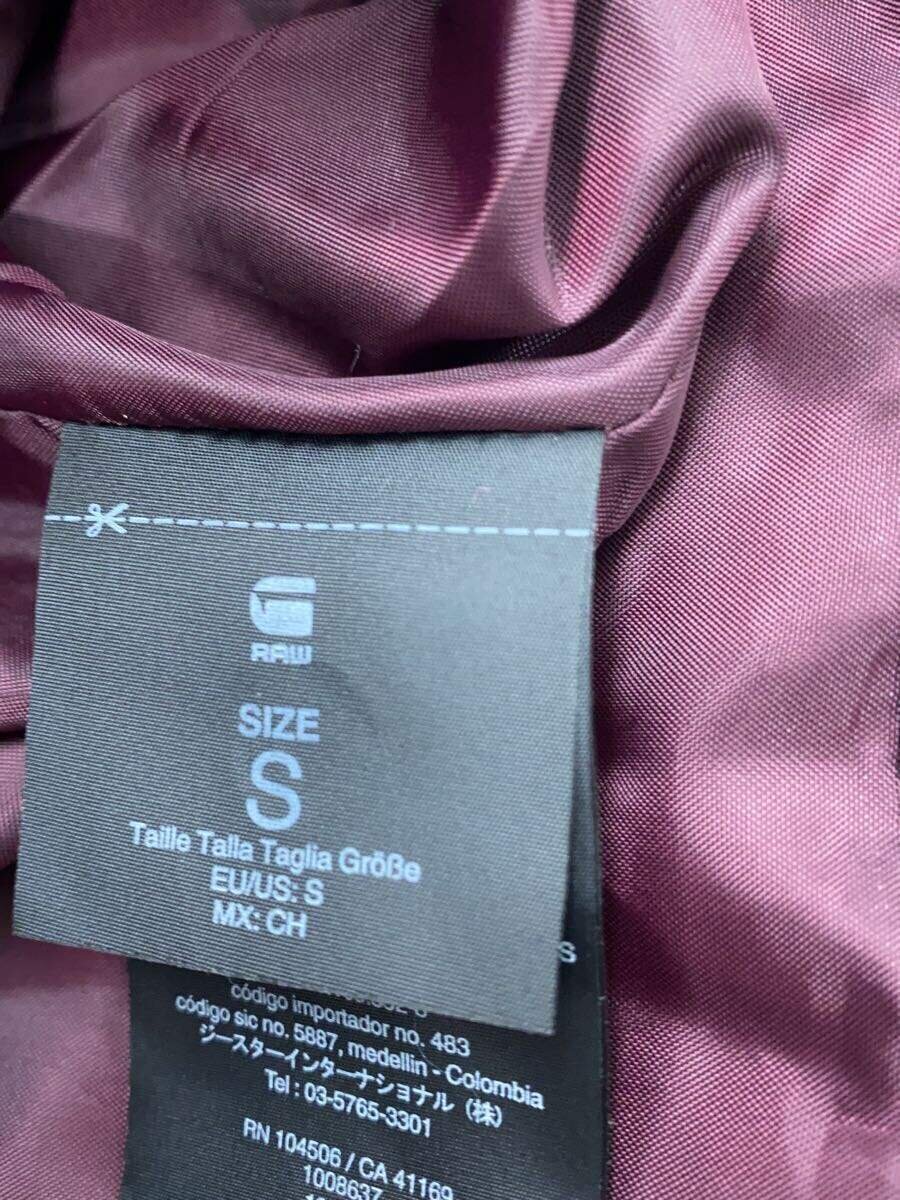 RAW
SIZE
S
Taille Talla Taglia Größe
EU/US: S
MX: CH
S
código importador no. 483
código sic no. 5887, medellin - Colombia
ジースターインターナショナル (株)
Tel : 03-5765-3301
RN 104506 / CA 41169
1008637